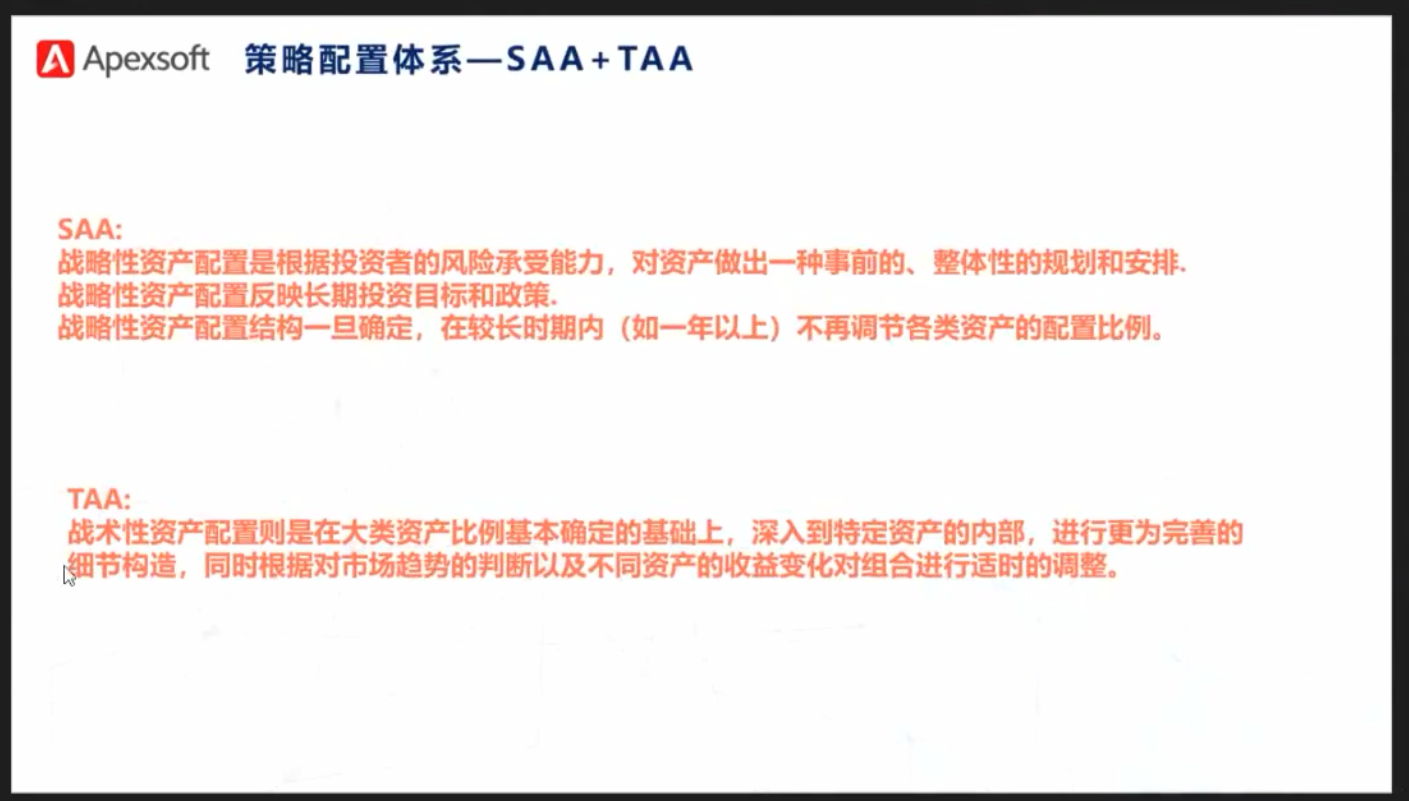 Apexsoft 策略配置体系—SAA+TAA
SAA:
战略性资产配置是根据投资者的风险承受能力，对资产做出一种事前的、整体性的规划和安排.
战略性资产配置反映长期投资目标和政策.
战略性资产配置结构一旦确定，在较长时期内（如一年以上）不再调节各类资产的配置比例。
TAA:
战术性资产配置则是在大类资产比例基本确定的基础上，深入到特定资产的内部，进行更为完善的
细节构造，同时根据对市场趋势的判断以及不同资产的收益变化对组合进行适时的调整。